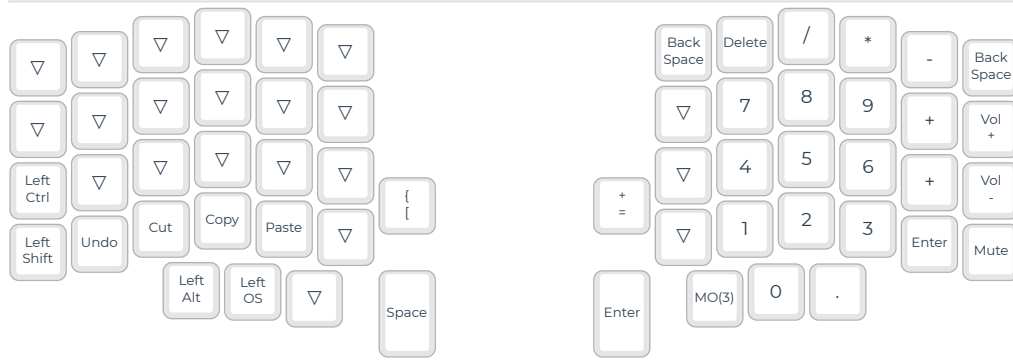 ▽ ▽ ▽ ▽ ▽ ▽
Back Space Delete / * - Back Space
▽ ▽ ▽ ▽ ▽ ▽
▽ 7 8 9 + Vol +
Left Ctrl ▽ ▽ ▽ ▽ ▽ { [
+ = ▽ 4 5 6 + Vol -
Left Shift Undo Cut Copy Paste ▽
▽ 1 2 3 Enter Mute
Left Alt Left OS ▽ Space
Enter MO(3) 0 .